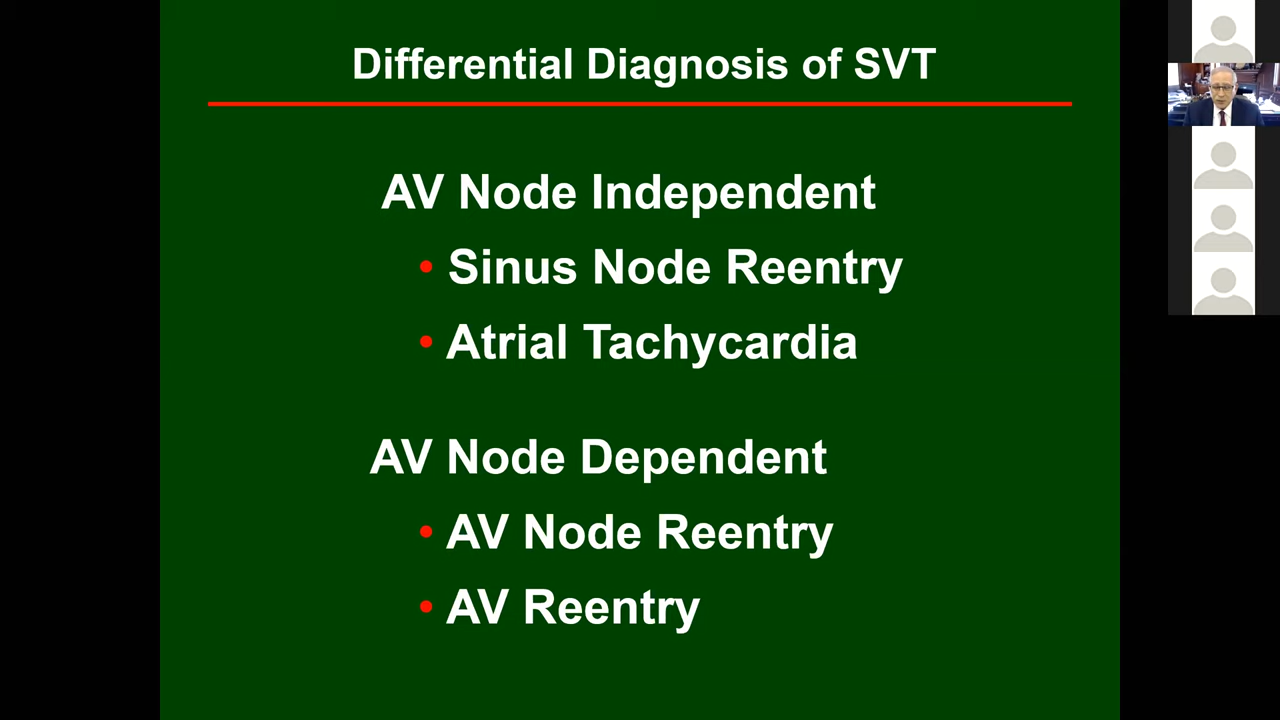 Differential Diagnosis of SVT
AV Node Independent
• Sinus Node Reentry
• Atrial Tachycardia
AV Node Dependent
• AV Node Reentry
• AV Reentry